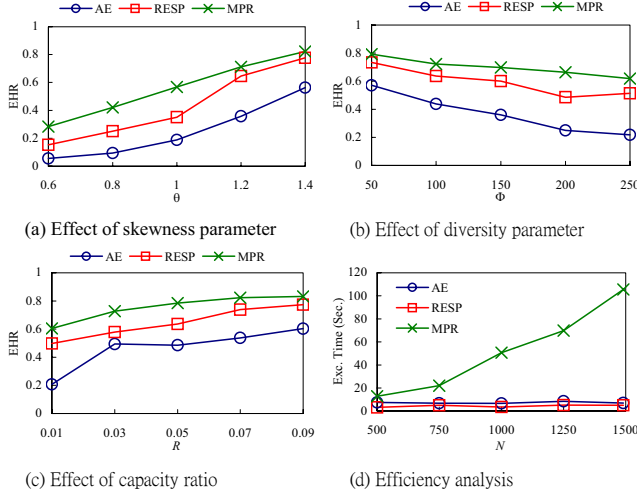 AE RESP MPR
1
0.8
0.6
0.4
0.2
0
EHR
0.6 0.8 1 1.2 1.4
θ
(a) Effect of skewness parameter
AE RESP MPR
1
0.8
0.6
0.4
0.2
0
EHR
50 100 150 200 250
Φ
(b) Effect of diversity parameter
AE RESP MPR
1
0.8
0.6
0.4
0.2
0
EHR
0.01 0.03 0.05 0.07 0.09
R
(c) Effect of capacity ratio
AE
RESP
MPR
120
100
80
60
40
20
0
Exc. Time (Sec.)
500 750 1000 1250 1500
N
(d) Efficiency analysis